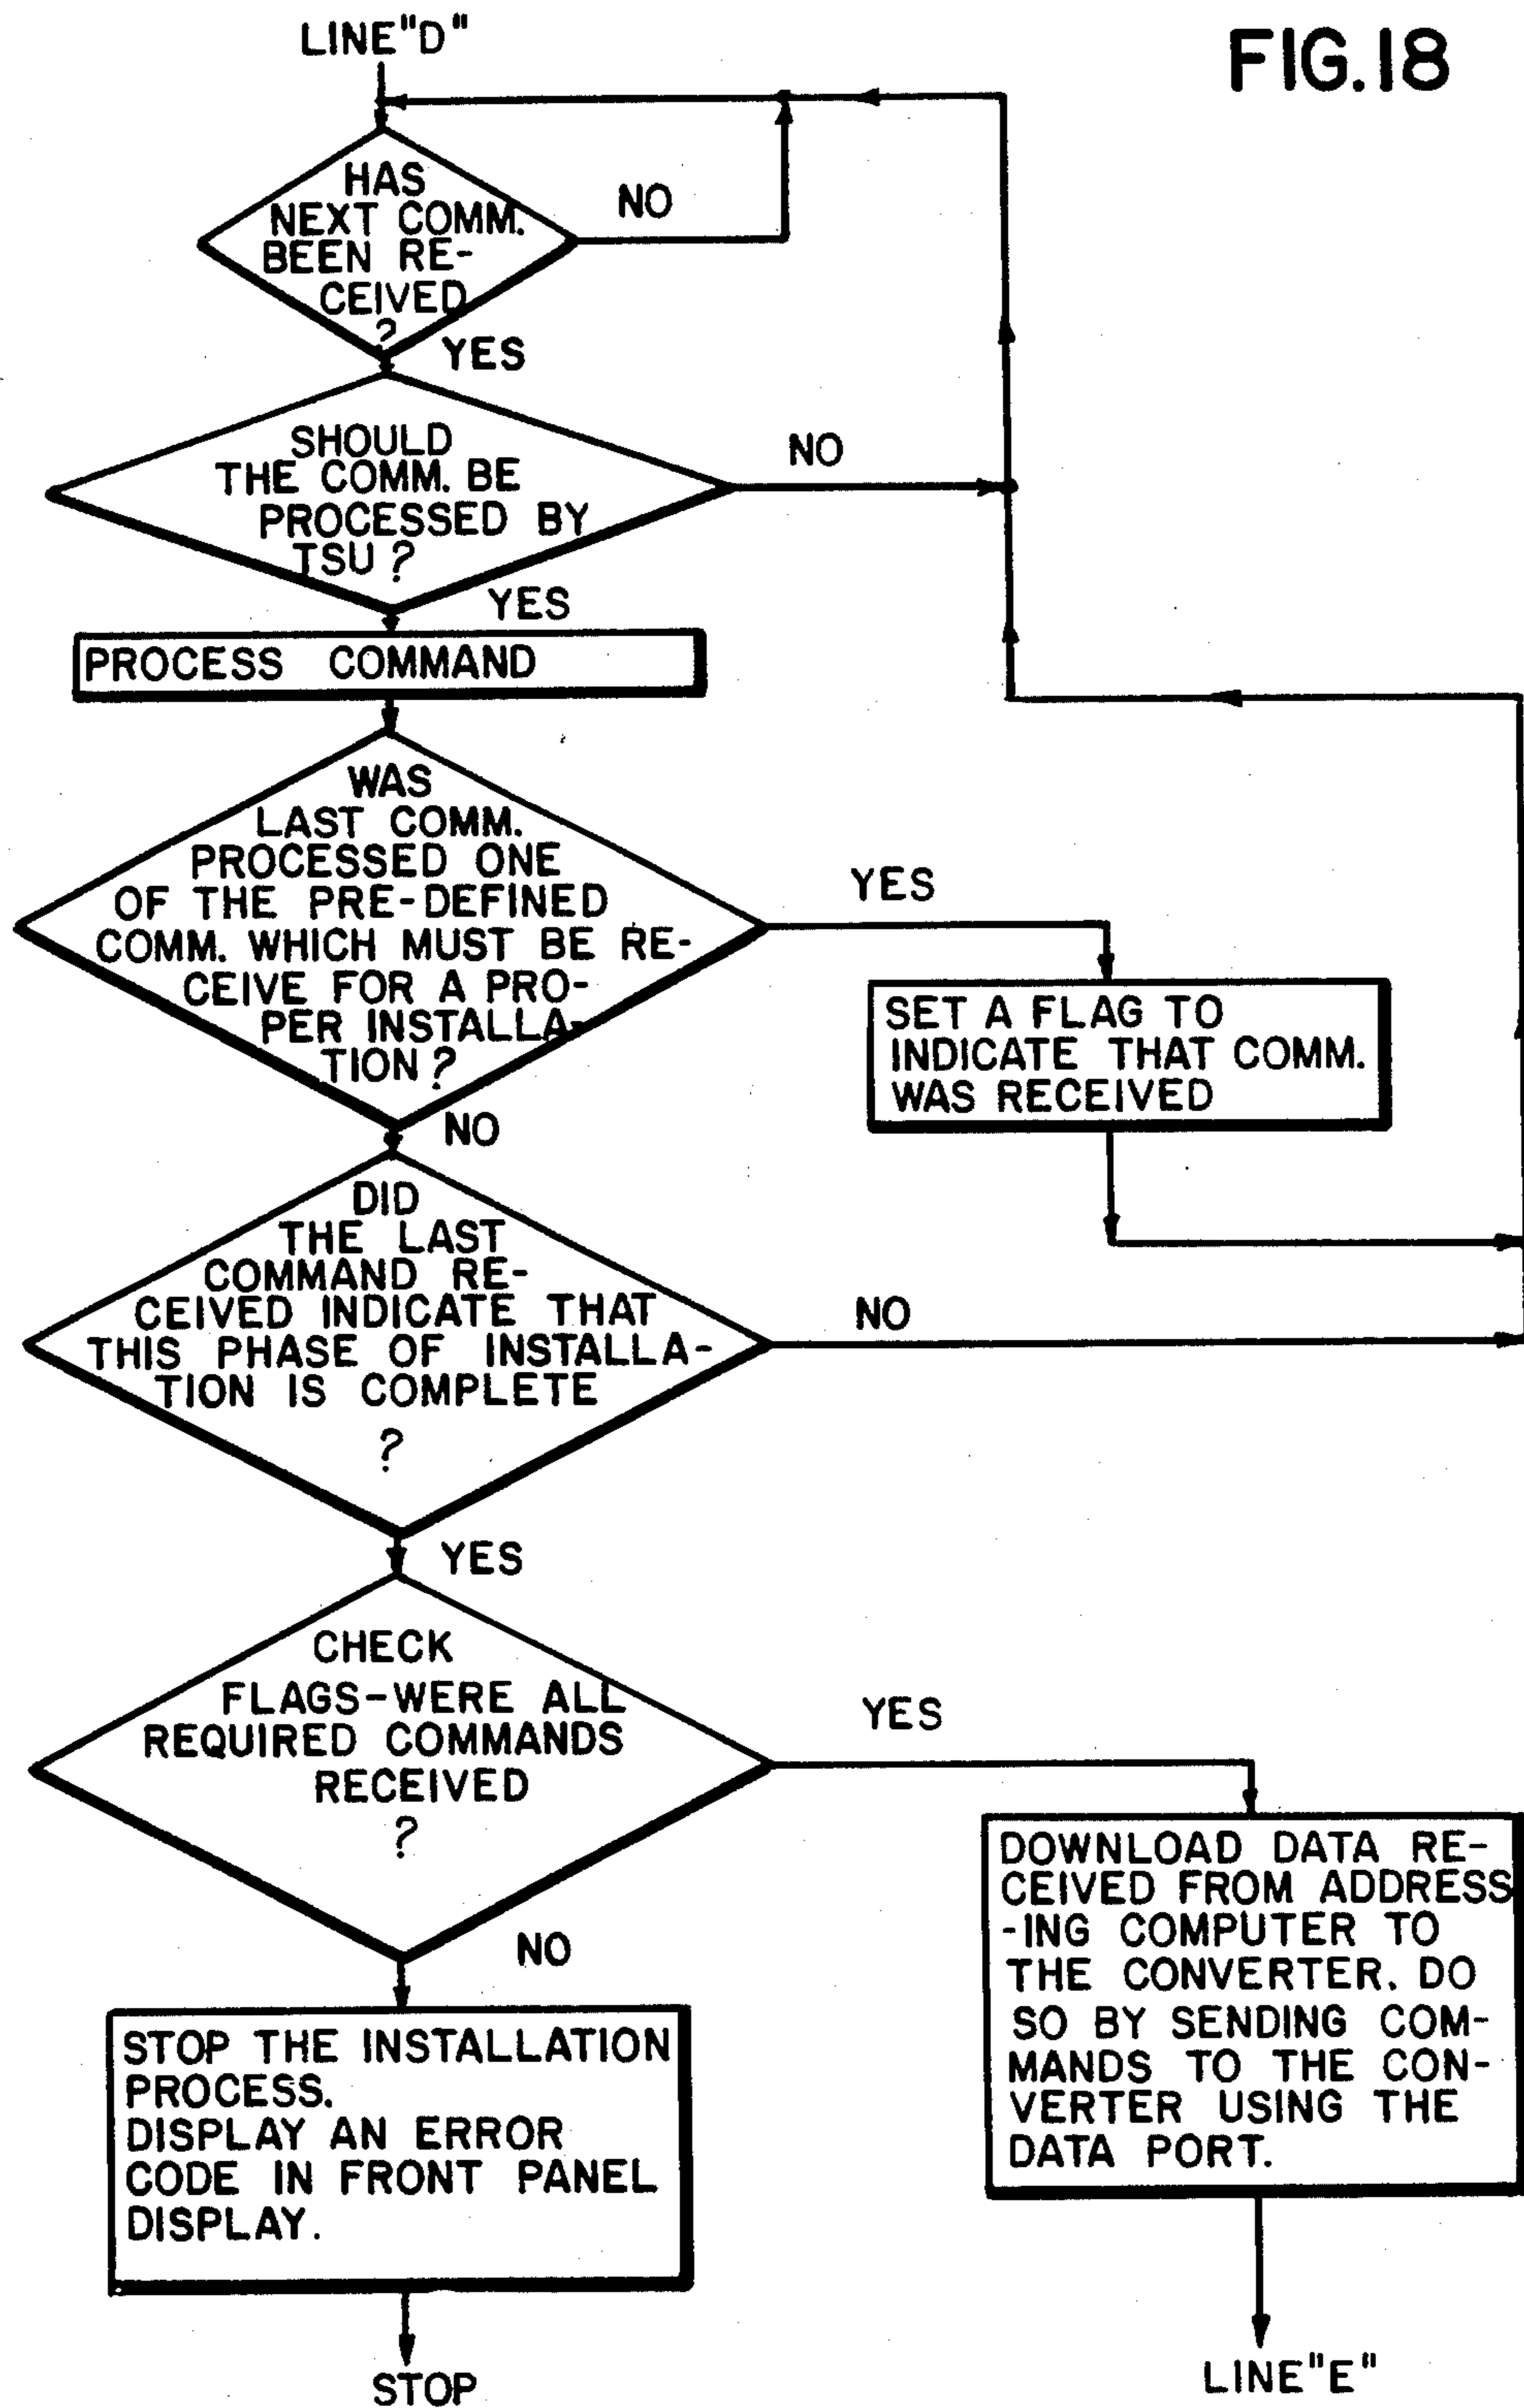 LINE "D"
FIG. 18
HAS
NEXT COMM.
BEEN RE-
CEIVED
?
NO
YES
SHOULD
THE COMM. BE
PROCESSED BY
TSU ?
NO
YES
PROCESS COMMAND
WAS
LAST COMM.
PROCESSED ONE
OF THE PRE-DEFINED
COMM. WHICH MUST BE RE-
CEIVE FOR A PRO-
PER INSTALLA-
TION ?
YES
SET A FLAG TO
INDICATE THAT COMM.
WAS RECEIVED
NO
DID
THE LAST
COMMAND RE-
CEIVED INDICATE THAT
THIS PHASE OF INSTALLA-
TION IS COMPLETE
?
NO
YES
CHECK
FLAGS-WERE ALL
REQUIRED COMMANDS
RECEIVED
?
YES
DOWNLOAD DATA RE-
CEIVED FROM ADDRESS
-ING COMPUTER TO
THE CONVERTER. DO
SO BY SENDING COM-
MANDS TO THE CON-
VERTER USING THE
DATA PORT.
NO
STOP THE INSTALLATION
PROCESS.
DISPLAY AN ERROR
CODE IN FRONT PANEL
DISPLAY.
STOP
LINE "E"